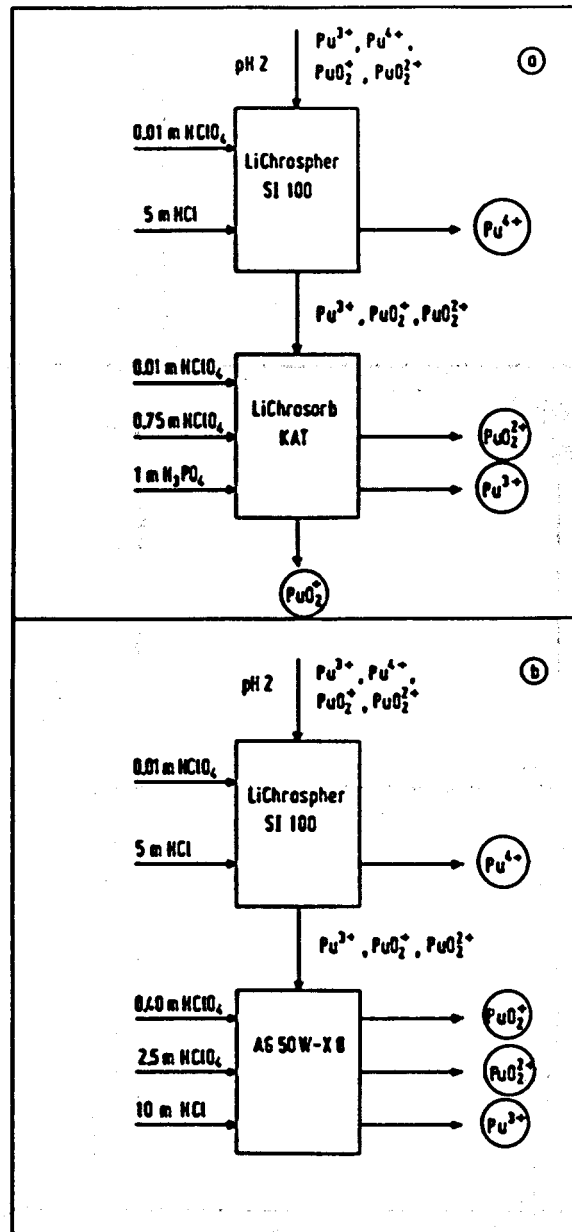 Pu³⁺, Pu⁴⁺,
pH 2 PuO₂⁺, PuO₂²⁺
a
0.01 m HClO₄
LiChrospher
SI 100
5 m HCl
Pu⁴⁺
Pu³⁺, PuO₂⁺, PuO₂²⁺
0.01 m HClO₄
LiChrosorb
KAT
0.75 m HClO₄
PuO₂²⁺
1 m H₃PO₄
Pu³⁺
PuO₂⁺
Pu³⁺, Pu⁴⁺,
pH 2 PuO₂⁺, PuO₂²⁺
b
0.01 m HClO₄
LiChrospher
SI 100
5 m HCl
Pu⁴⁺
Pu³⁺, PuO₂⁺, PuO₂²⁺
0.40 m HClO₄
PuO₂⁺
AG 50W-X8
2.5 m HClO₄
PuO₂²⁺
10 m HCl
Pu³⁺